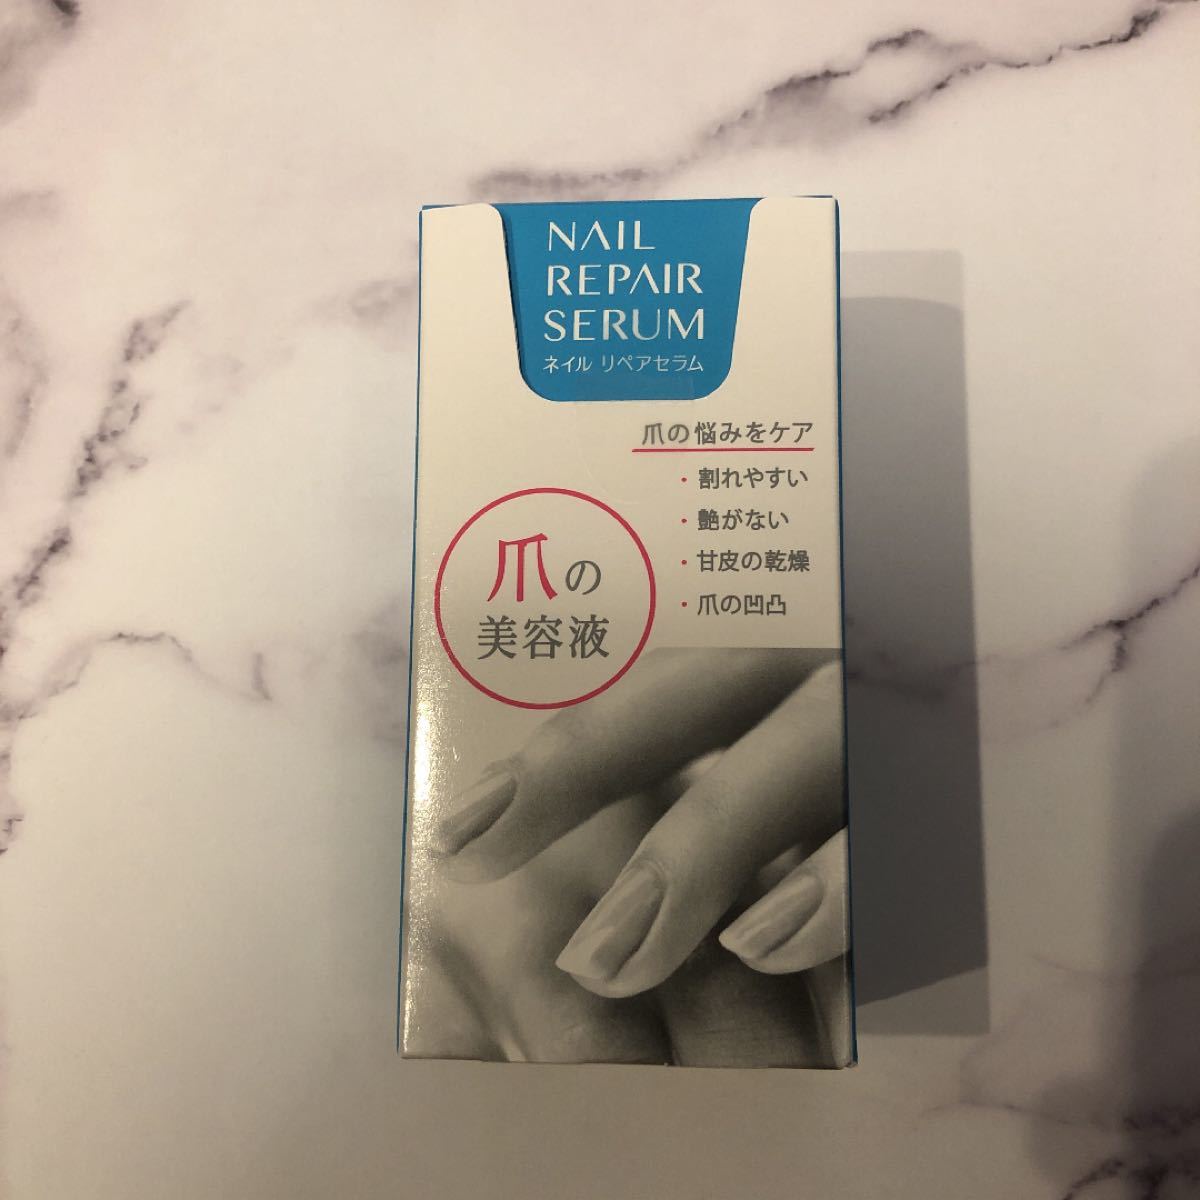 NAIL
REPAIR
SERUM
ネイル リペアセラム
爪の悩みをケア
・割れやすい
・艶がない
・甘皮の乾燥
・爪の凹凸
爪の
美容液